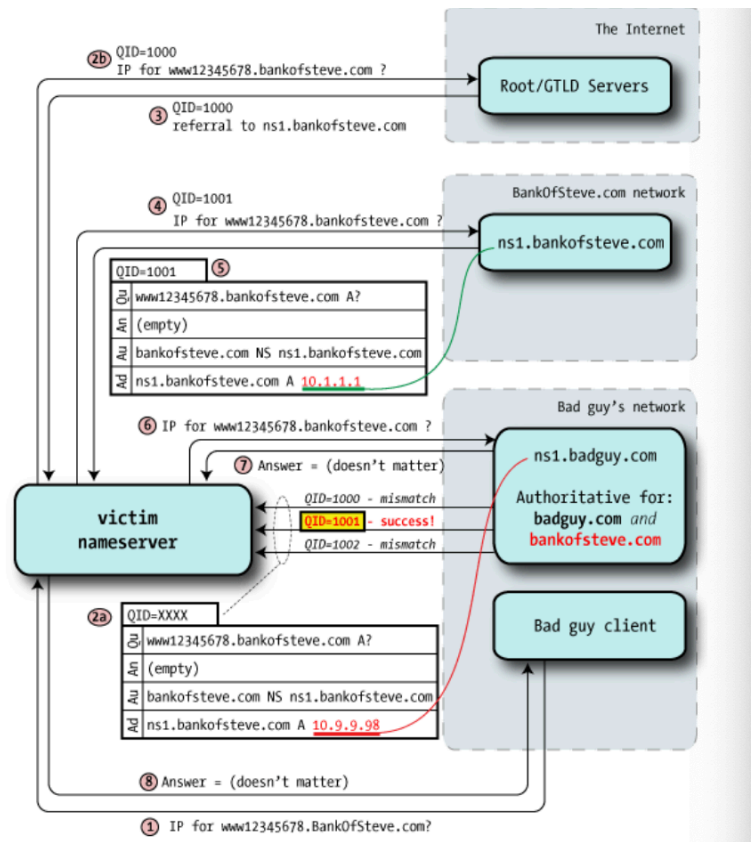 The Internet
2b QID=1000
IP for www12345678.bankofsteve.com ?
Root/GTLD Servers
3 QID=1000
referral to ns1.bankofsteve.com
BankOfSteve.com network
4 QID=1001
IP for www12345678.bankofsteve.com ?
ns1.bankofsteve.com
QID=1001 5
Qu www12345678.bankofsteve.com A?
An (empty)
Au bankofsteve.com NS ns1.bankofsteve.com
Ad ns1.bankofsteve.com A 10.1.1.1
Bad guy's network
6 IP for www12345678.bankofsteve.com ?
7 Answer = (doesn't matter)
ns1.badguy.com
Authoritative for:
badguy.com and
bankofsteve.com
QID=1000 - mismatch
QID=1001 - success!
QID=1002 - mismatch
victim
nameserver
2a QID=XXXX
Qu www12345678.bankofsteve.com A?
An (empty)
Au bankofsteve.com NS ns1.bankofsteve.com
Ad ns1.bankofsteve.com A 10.9.9.98
Bad guy client
8 Answer = (doesn't matter)
1 IP for www12345678.BankOfSteve.com?